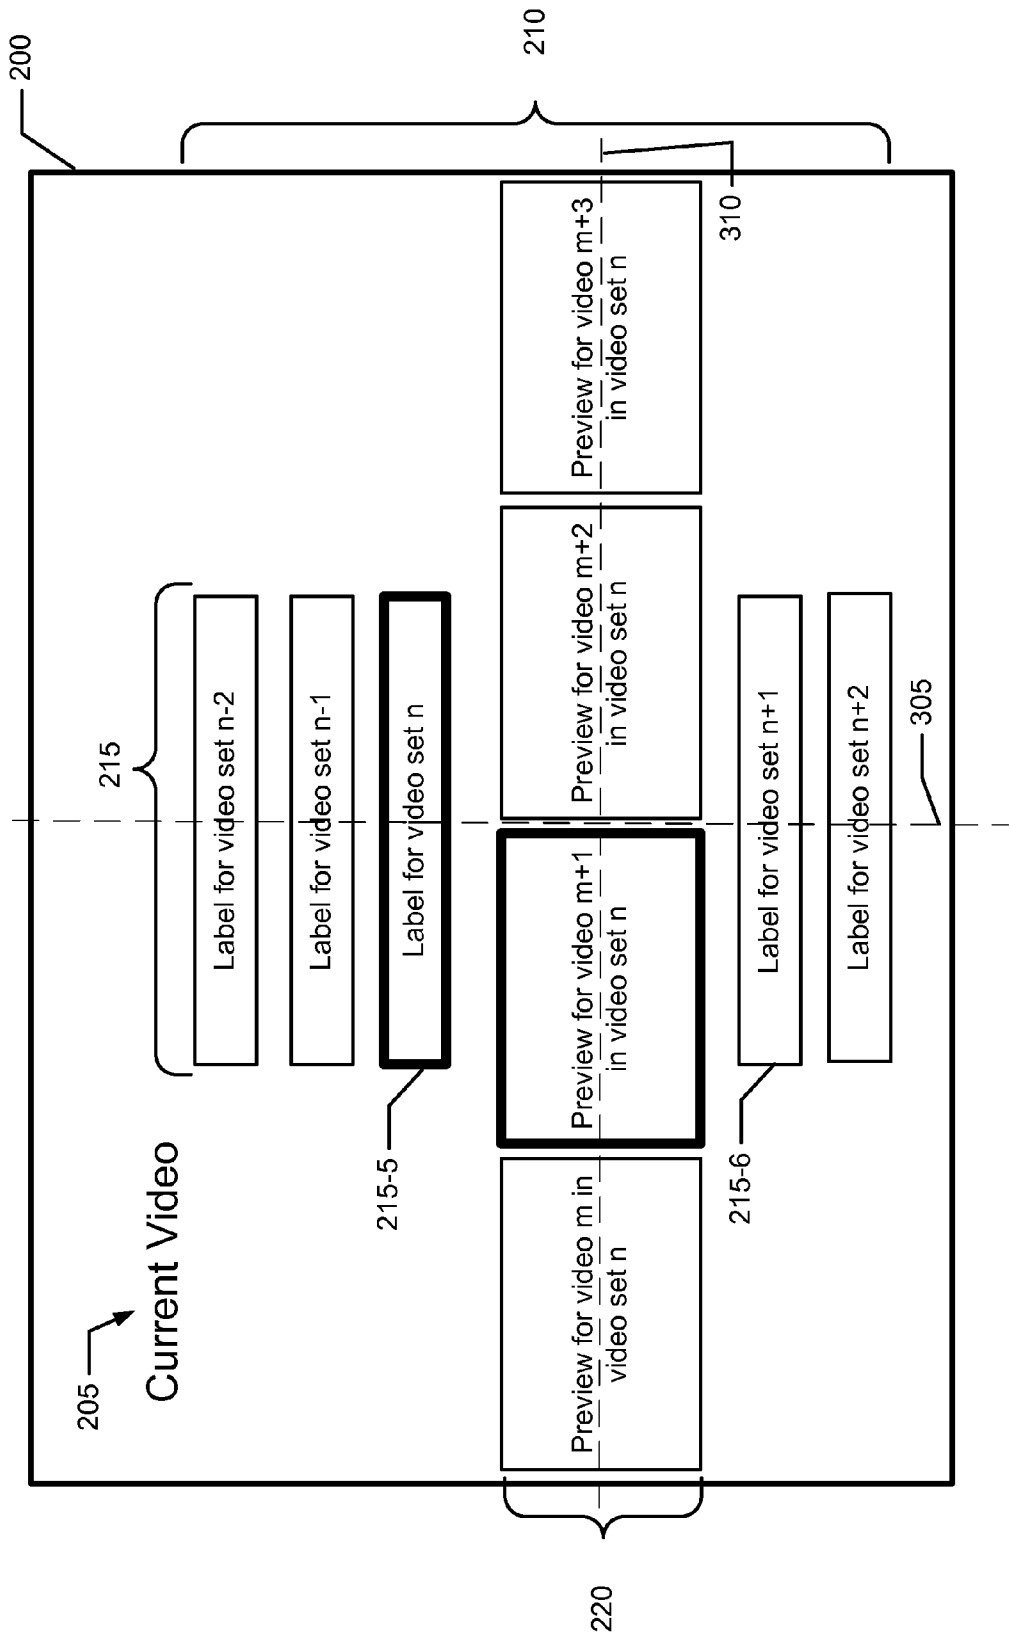 200
210
215
205
Current Video
Label for video set n-2
Label for video set n-1
Label for video set n
215-5
Preview for video m in
video set n
Preview for video m+1
in video set n
Preview for video m+2
in video set n
Preview for video m+3
in video set n
220
310
215-6
Label for video set n+1
Label for video set n+2
305